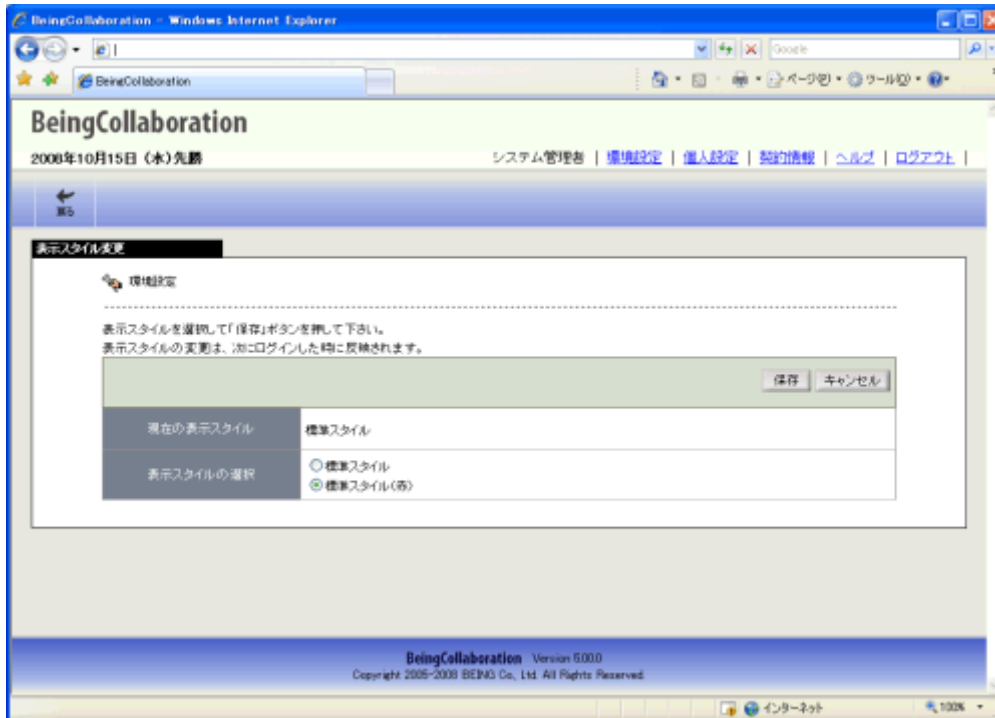 BeingCollaboration - Windows Internet Explorer
Google
BeingCollaboration
ページ(P) ツール(O)
BeingCollaboration
2008年10月15日（水）先勝
システム管理者 | 環境設定 | 個人設定 | 契約情報 | ヘルプ | ログアウト |
戻る
表示スタイル変更
環境設定
表示スタイルを選択して「保存」ボタンを押して下さい。
表示スタイルの変更は、次にログインした時に反映されます。
保存 キャンセル
現在の表示スタイル 標準スタイル
表示スタイルの選択 標準スタイル
標準スタイル(赤)
BeingCollaboration Version 5.00.0
Copyright 2005-2008 BEING Co., Ltd. All Rights Reserved.
インターネット 100%